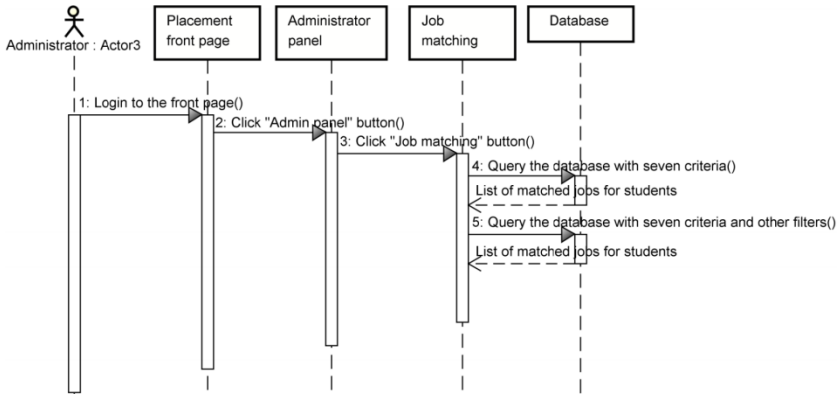 Administrator : Actor3
Placement
front page
Administrator
panel
Job
matching
Database
1: Login to the front page()
2: Click "Admin panel" button()
3: Click "Job matching" button()
4: Query the database with seven criteria()
List of matched jobs for students
5: Query the database with seven criteria and other filters()
List of matched jobs for students